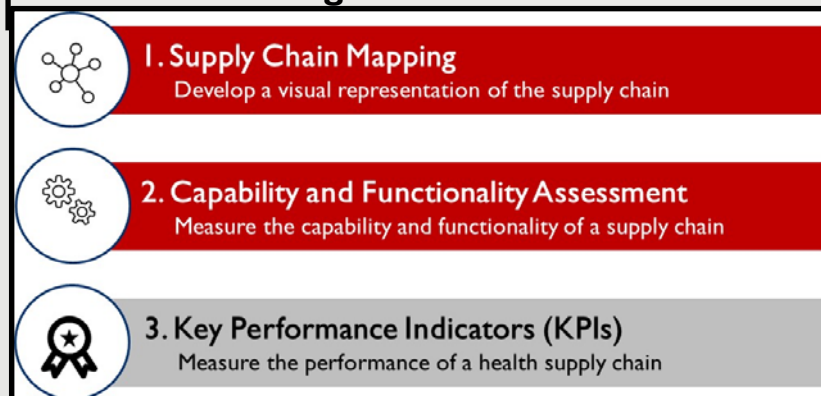 1. Supply Chain Mapping
Develop a visual representation of the supply chain
2. Capability and Functionality Assessment
Measure the capability and functionality of a supply chain
3. Key Performance Indicators (KPIs)
Measure the performance of a health supply chain